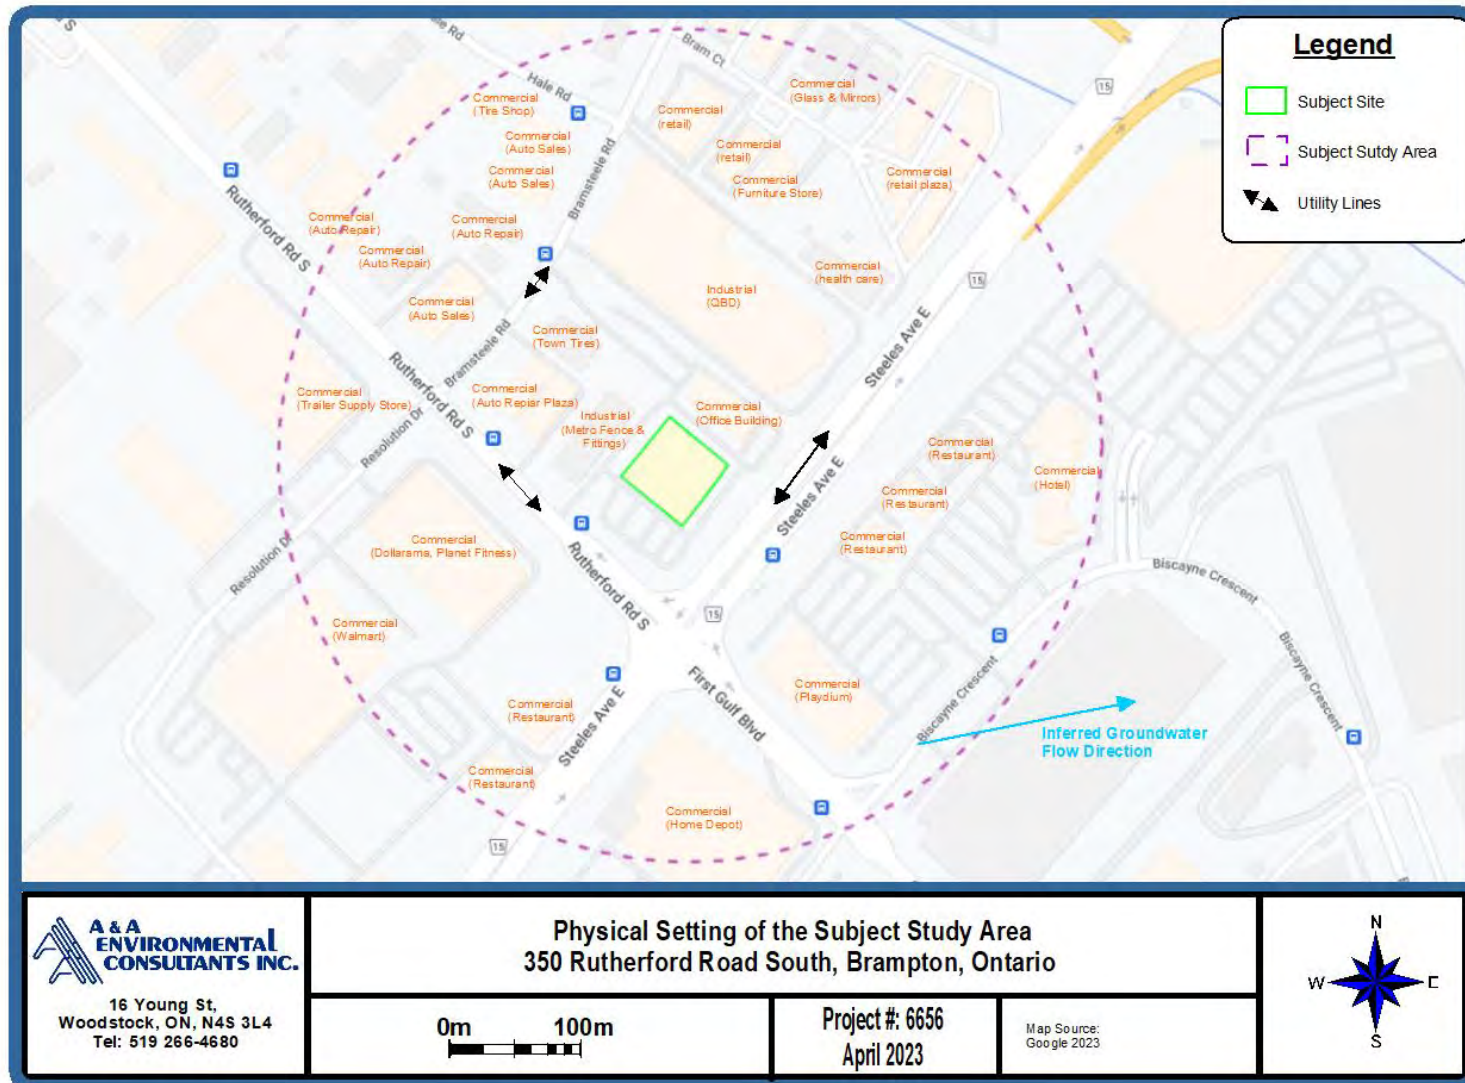 Legend
Subject Site
Subject Sutdy Area
Utility Lines
S
Rd
Hale Rd
Bram Ct
15
Commercial
(Tire Shop)
Commercial
(Glass & Mirrors)
Commercial
(retail)
Commercial
(Auto Sales)
Commercial
(retail)
Commercial
(Auto Sales)
Commercial
(Furniture Store)
Commercial
(retail plaza)
Bramsteele Rd
Rutherford Rd S
Commercial
(Auto Repair)
Commercial
(Auto Repair)
Commercial
(Auto Repair)
Commercial
(health care)
15
Industrial
(QBD)
Commercial
(Auto Sales)
Commercial
(Town Tires)
Bramsteele Rd
Steeles Ave E
Rutherford Rd S
Commercial
(Trailer Supply Store)
Commercial
(Auto Repiar Plaza)
Industrial
(Metro Fence &
Fittings)
Commercial
(Office Building)
Resolution Dr
Commercial
(Restaurant)
Commercial
(Hotel)
Steeles Ave E
Commercial
(Restaurant)
Commercial
(Restaurant)
Commercial
(Dollarama, Planet Fitness)
Resolution Dr
Rutherford Rd S
Biscayne Crescent
15
Commercial
(Walmart)
Biscayne Crescent
First Gulf Blvd
Commercial
(Playdium)
Biscayne Crescent
Commercial
(Restaurant)
Steeles Ave E
Inferred Groundwater
Flow Direction
Commercial
(Restaurant)
Commercial
(Home Depot)
15
A & A
ENVIRONMENTAL
CONSULTANTS INC.
16 Young St,
Woodstock, ON, N4S 3L4
Tel: 519 266-4680
Physical Setting of the Subject Study Area
350 Rutherford Road South, Brampton, Ontario
0m 100m
Project #: 6656
April 2023
Map Source:
Google 2023
N
W E
S